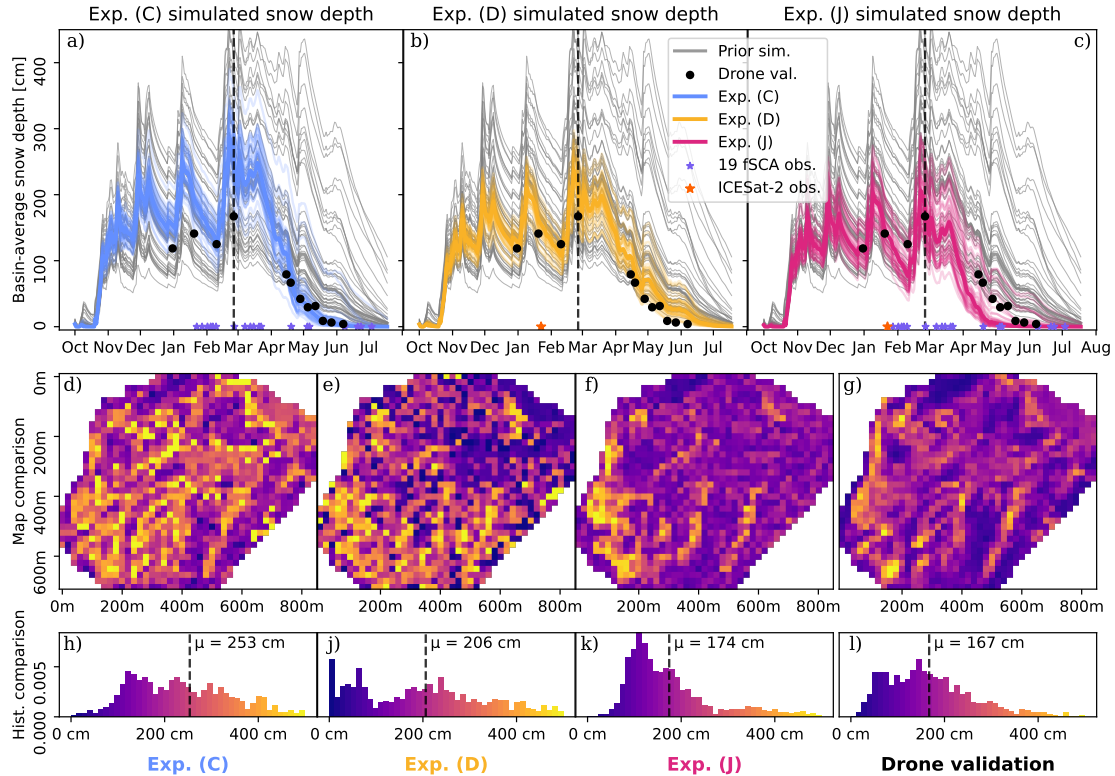 Exp. (C) simulated snow depth
Exp. (D) simulated snow depth
Exp. (J) simulated snow depth
a)
b)
c)
Basin-average snow depth [cm]
400
300
200
100
0
Prior sim.
Drone val.
Exp. (C)
Exp. (D)
Exp. (J)
19 fSCA obs.
ICESat-2 obs.
Oct Nov Dec Jan Feb Mar Apr May Jun Jul
Oct Nov Dec Jan Feb Mar Apr May Jun Jul
Oct Nov Dec Jan Feb Mar Apr May Jun Jul Aug
d)
e)
f)
g)
Map comparison
0m
200m
400m
600m
0m 200m 400m 600m 800m
200m 400m 600m 800m
200m 400m 600m 800m
200m 400m 600m 800m
h)
μ = 253 cm
j)
μ = 206 cm
k)
μ = 174 cm
l)
μ = 167 cm
Hist. comparison
0.005
0.000
0 cm 200 cm 400 cm
0 cm 200 cm 400 cm
0 cm 200 cm 400 cm
0 cm 200 cm 400 cm
Exp. (C)
Exp. (D)
Exp. (J)
Drone validation